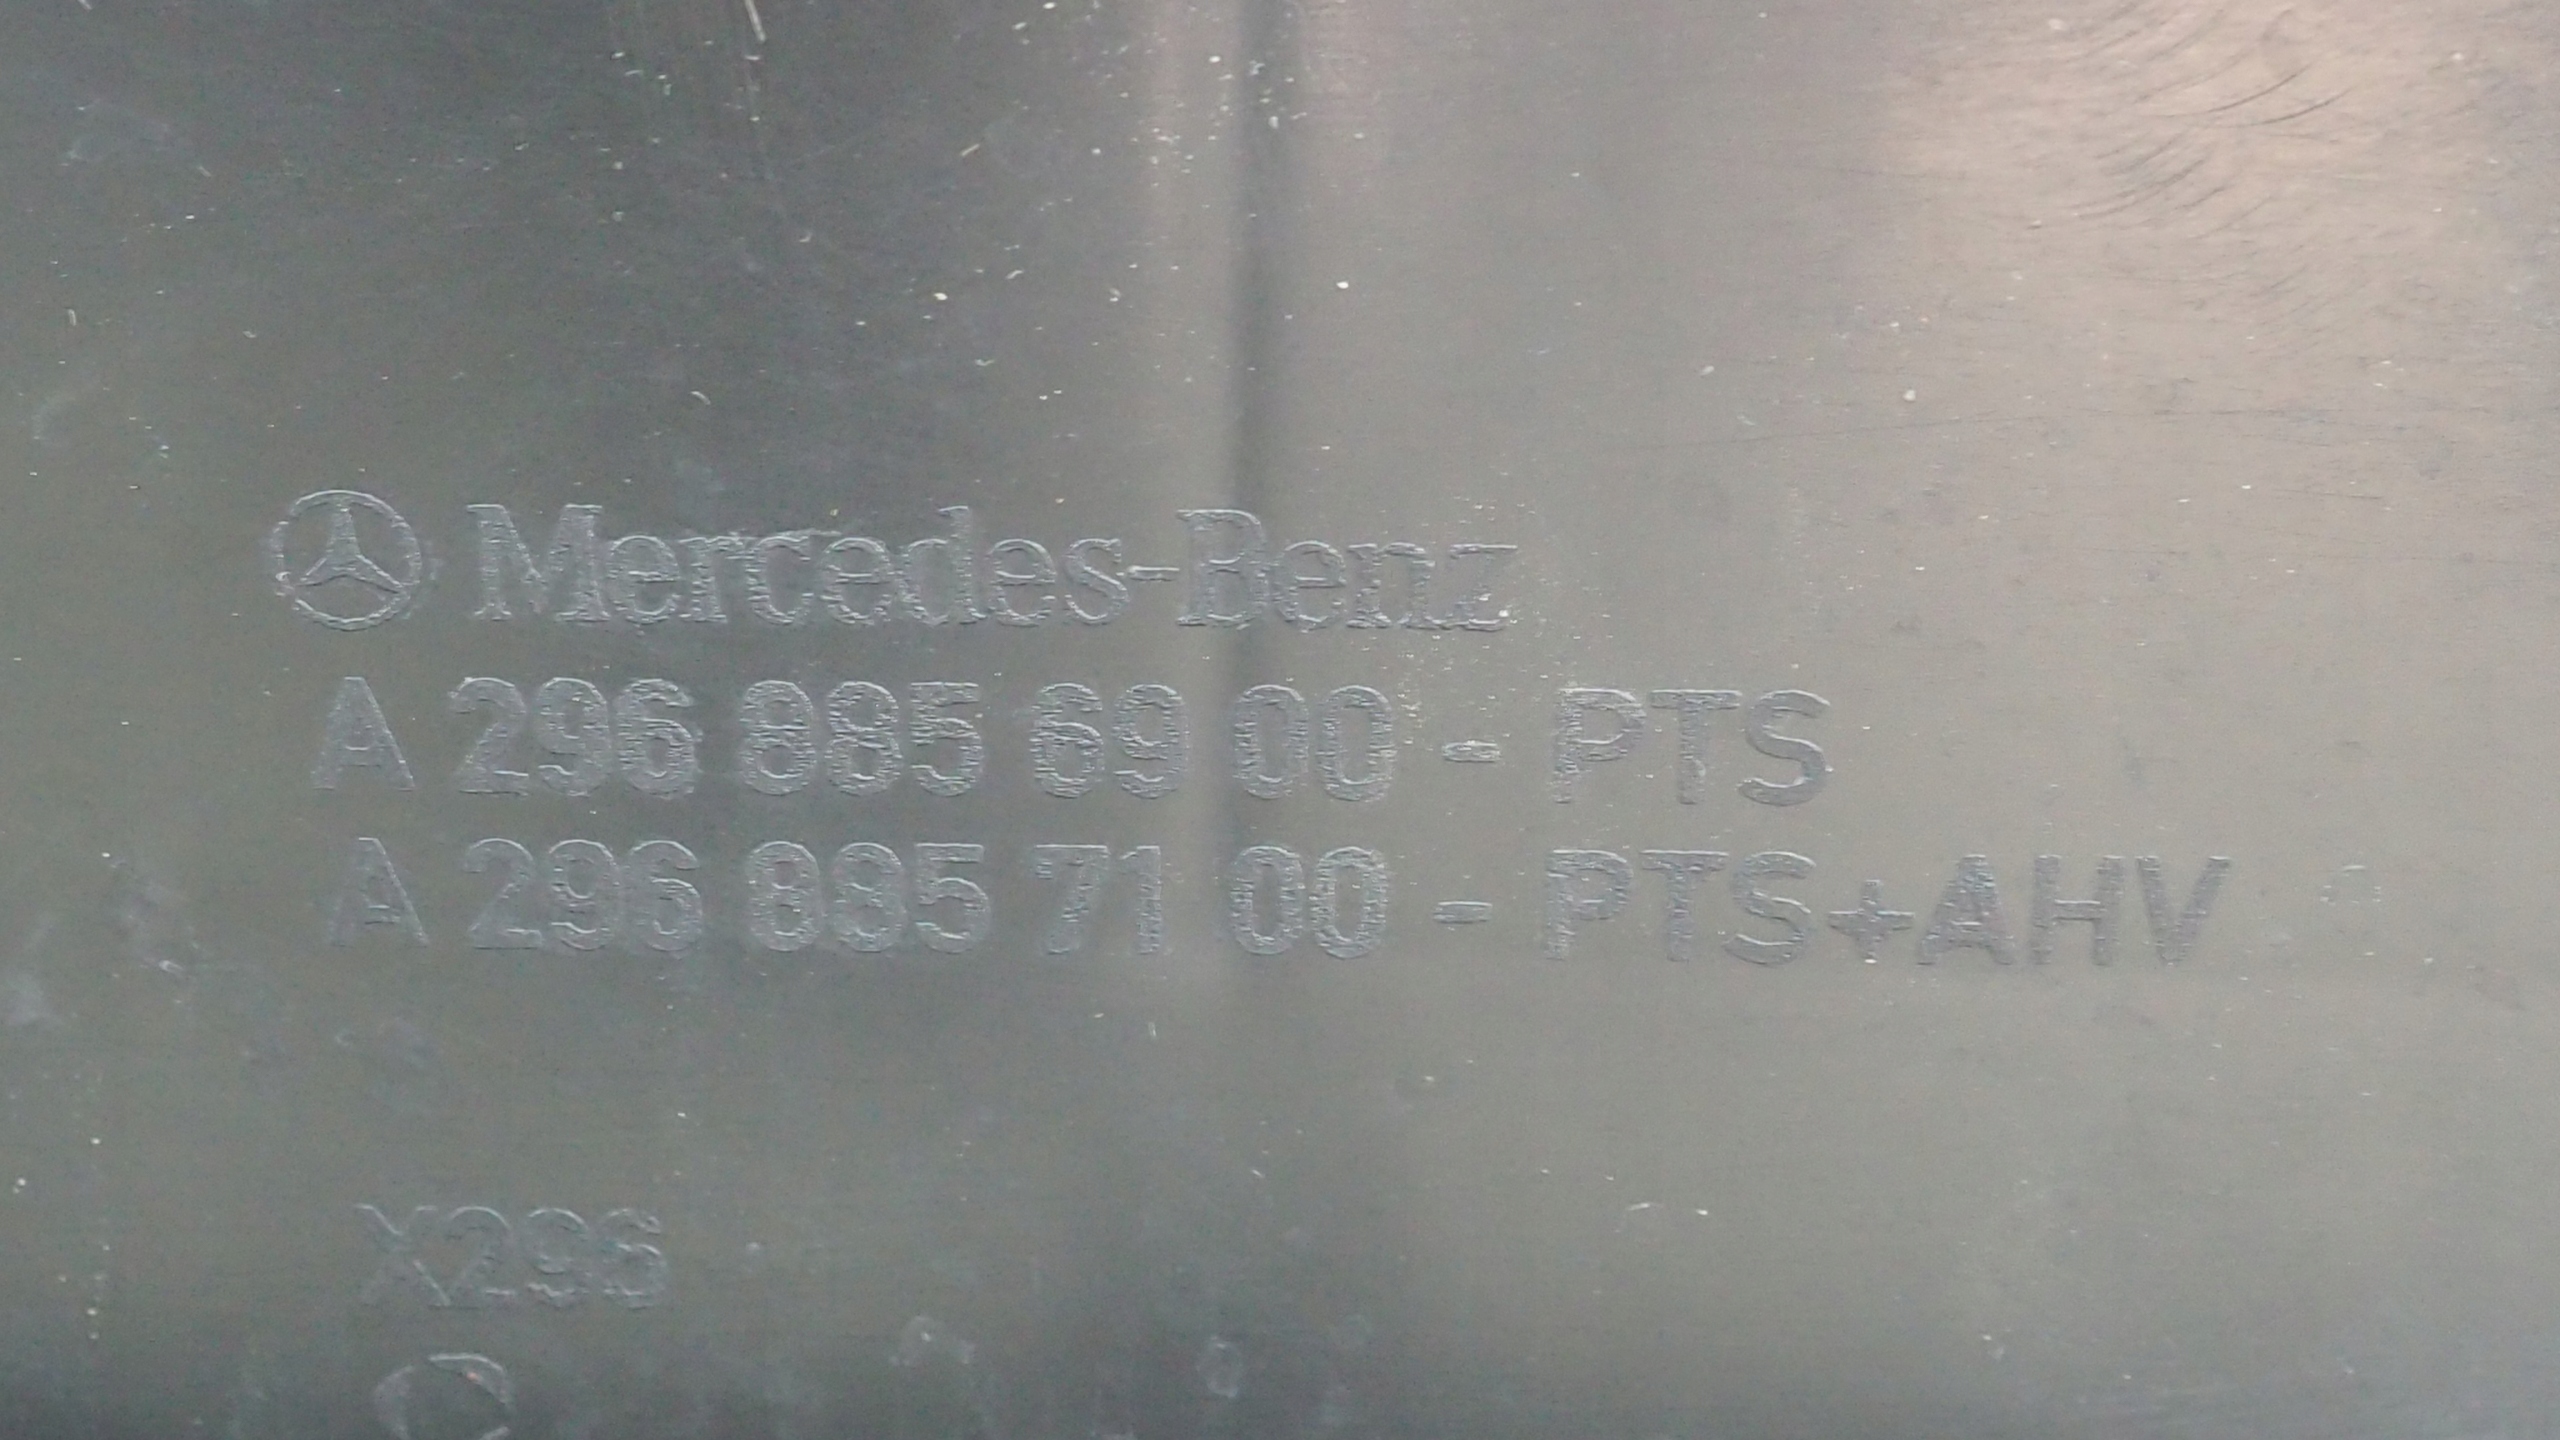 Mercedes-Benz
A 296 885 69 00 - PTS
A 296 885 71 00 - PTS+AHV
X296